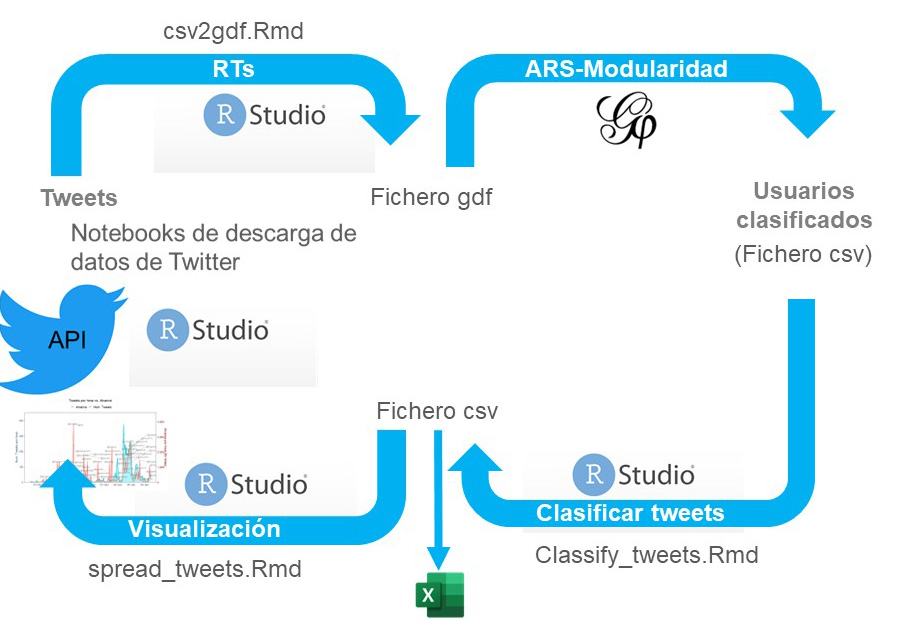 csv2gdf.Rmd
RTs
R Studio
ARS-Modularidad
Tweets
Fichero gdf
Usuarios
clasificados
(Fichero csv)
Notebooks de descarga de
datos de Twitter
API
R Studio
Fichero csv
R Studio
Visualización
spread_tweets.Rmd
R Studio
Clasificar tweets
Classify_tweets.Rmd
X